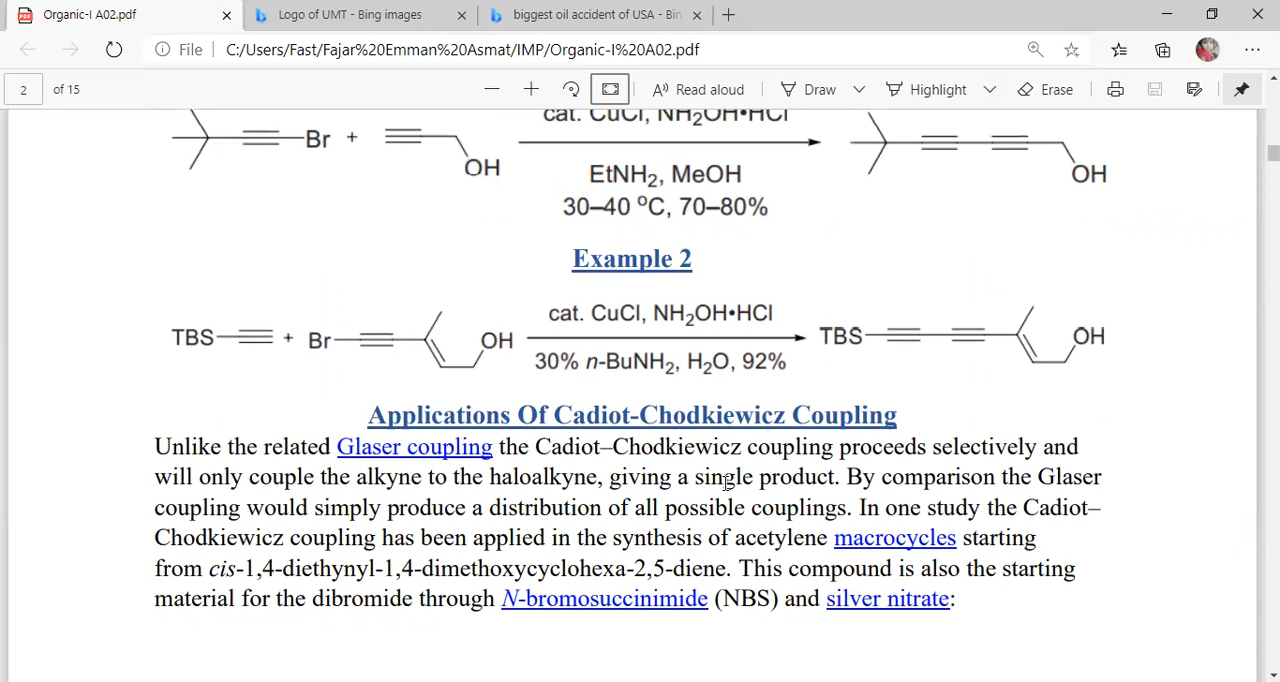 Organic-I A02.pdf
Logo of UMT - Bing images
biggest oil accident of USA - Bin
File
C:/Users/Fast/Fajar%20Emman%20Asmat/IMP/Organic-I%20A02.pdf
2 of 15
Read aloud
Draw
Highlight
Erase
cat. CuCl, NH2OH•HCl
Br +
OH
EtNH2, MeOH
30–40 ºC, 70–80%
OH
Example 2
TBS + Br OH
cat. CuCl, NH2OH•HCl
30% n-BuNH2, H2O, 92%
TBS OH
Applications Of Cadiot-Chodkiewicz Coupling
Unlike the related Glaser coupling the Cadiot–Chodkiewicz coupling proceeds selectively and
will only couple the alkyne to the haloalkyne, giving a single product. By comparison the Glaser
coupling would simply produce a distribution of all possible couplings. In one study the Cadiot–
Chodkiewicz coupling has been applied in the synthesis of acetylene macrocycles starting
from cis-1,4-diethynyl-1,4-dimethoxycyclohexa-2,5-diene. This compound is also the starting
material for the dibromide through N-bromosuccinimide (NBS) and silver nitrate: